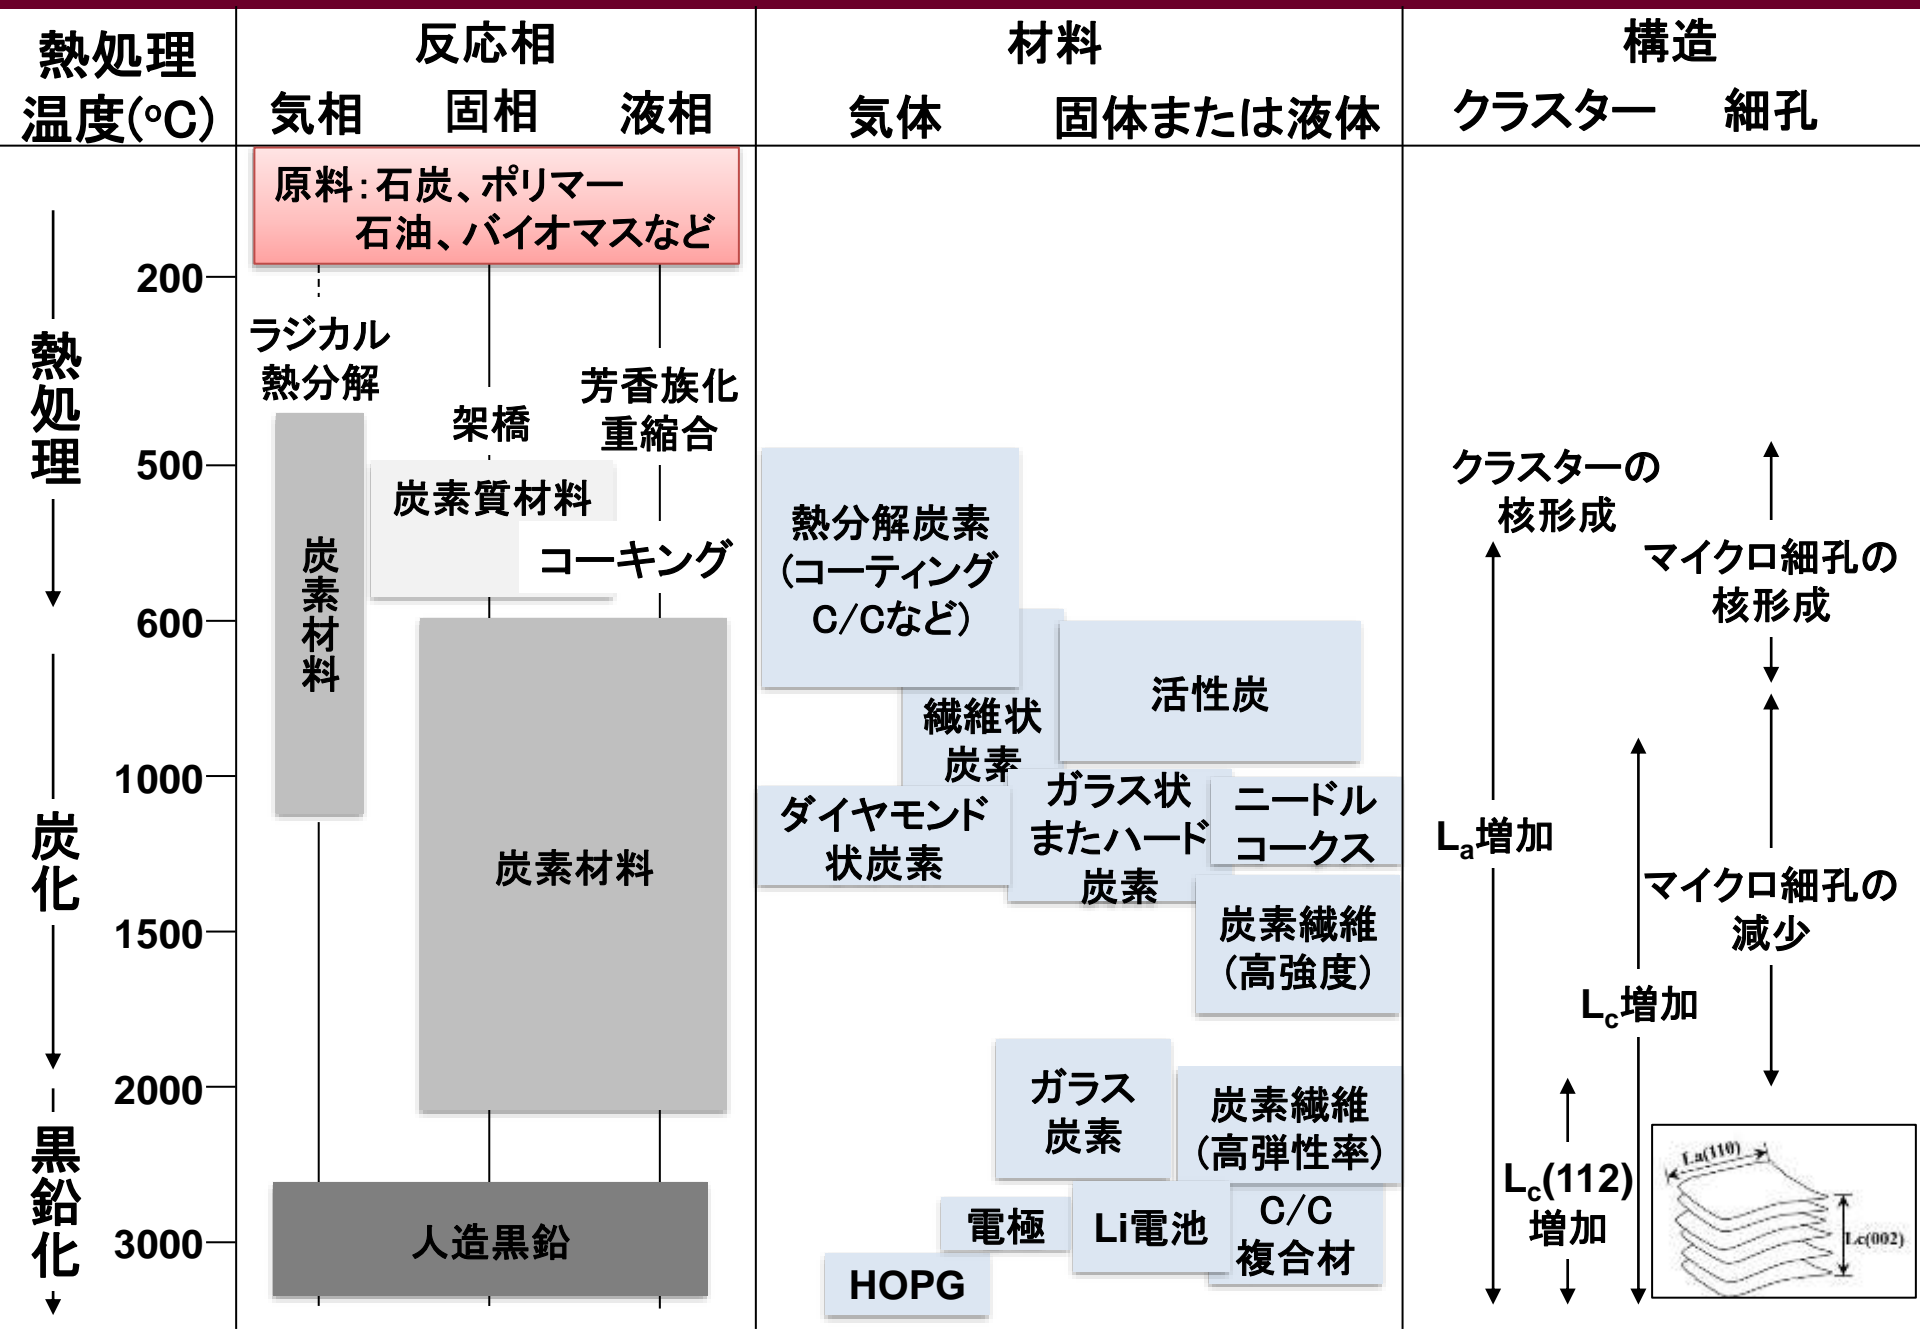 熱処理
温度(℃)
反応相
気相 固相 液相
材料
気体 固体または液体
構造
クラスター 細孔
原料：石炭、ポリマー
石油、バイオマスなど
200
500
600
1000
1500
2000
3000
熱処理
炭化
黒鉛化
ラジカル
熱分解
架橋
芳香族化
重縮合
炭素材料
炭素質材料
コーキング
炭素材料
人造黒鉛
熱分解炭素
(コーティング
C/Cなど)
繊維状
炭素
活性炭
ダイヤモンド
状炭素
ガラス状
またハード
炭素
ニードル
コークス
炭素繊維
(高強度)
ガラス
炭素
炭素繊維
(高弾性率)
電極
Li電池
C/C
複合材
HOPG
クラスターの
核形成
マイクロ細孔の
核形成
La増加
マイクロ細孔の
減少
Lc増加
Lc(112)
増加
La(110)
Lc(002)